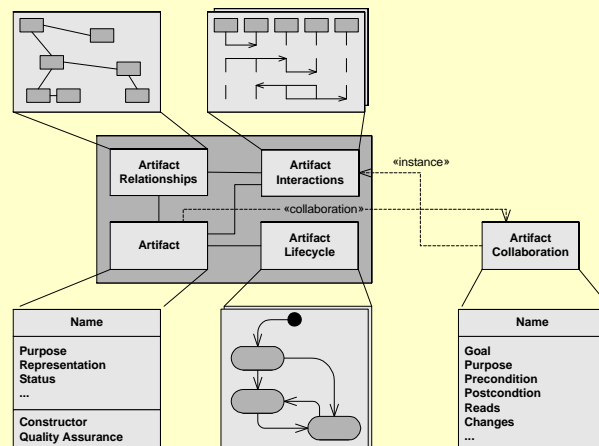 Artifact
Relationships
Artifact
Interactions
«instance»
«collaboration»
Artifact
Artifact
Lifecycle
Artifact
Collaboration
Name
Purpose
Representation
Status
...
Constructor
Quality Assurance
Name
Goal
Purpose
Precondition
Postcondtion
Reads
Changes
...